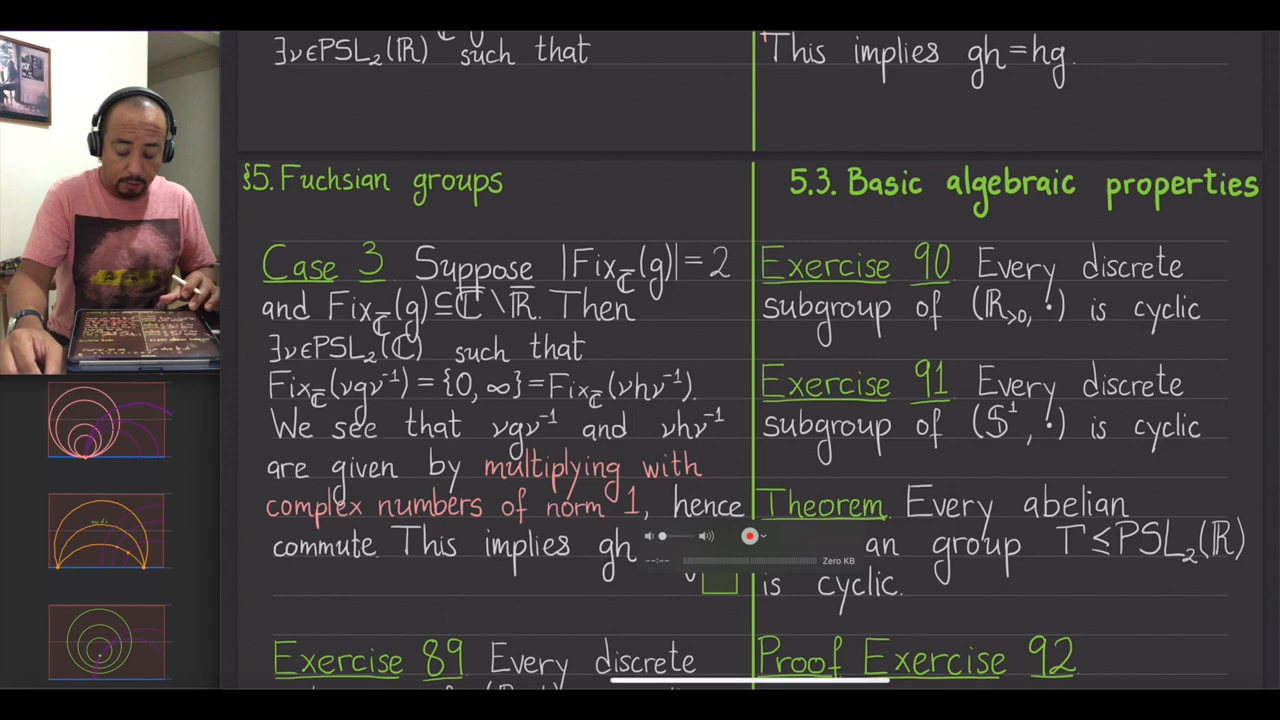 ∃ν∈PSL₂(ℝ) such that
§5. Fuchsian groups
Case 3 Suppose |Fix_ℂ̅(g)|=2
and Fix_ℂ̅(g)⊆ℂ̅\ℝ̅. Then
∃ν∈PSL₂(ℂ) such that
Fix_ℂ̅(νgν⁻¹)={0,∞}=Fix_ℂ̅(νhν⁻¹).
We see that νgν⁻¹ and νhν⁻¹
are given by multiplying with
complex numbers of norm 1, hence
commute. This implies gh
Exercise 89 Every discrete
This implies gh=hg.
5.3. Basic algebraic properties
Exercise 90 Every discrete
subgroup of (ℝ>0, ·) is cyclic
Exercise 91 Every discrete
subgroup of (𝕊¹, ·) is cyclic
Theorem. Every abelian
an group Γ≤PSL₂(ℝ)
is cyclic.
Proof Exercise 92
--:--
Zero KB